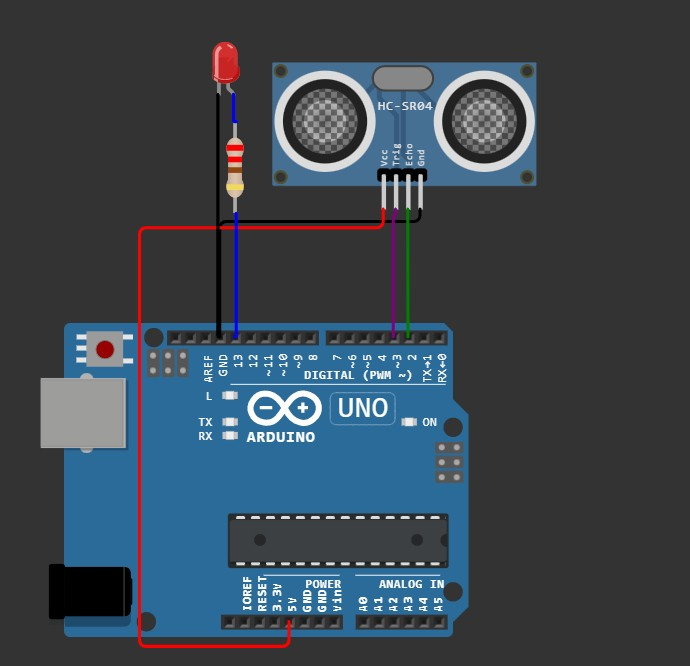 HC-SR04
Vcc
Trig
Echo
Gnd
AREF
GND
13
12
~11
~10
~9
8
7
~6
~5
4
~3
2
TX→1
RX←0
DIGITAL (PWM ~)
L
TX
RX
UNO
ON
ARDUINO
IOREF
RESET
3.3V
5V
GND
GND
Vin
POWER
ANALOG IN
A0
A1
A2
A3
A4
A5